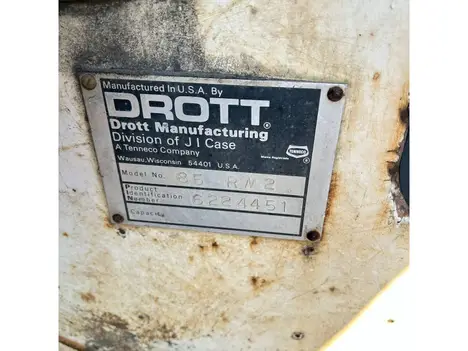 Manufactured In U.S.A. By
DROTT®
Drott Manufacturing
Division of J I Case
A Tenneco Company
Wausau, Wisconsin 54401 U.S.A.
TENNECO
Model No.
Product
Identification
Number 6224451
Capacity